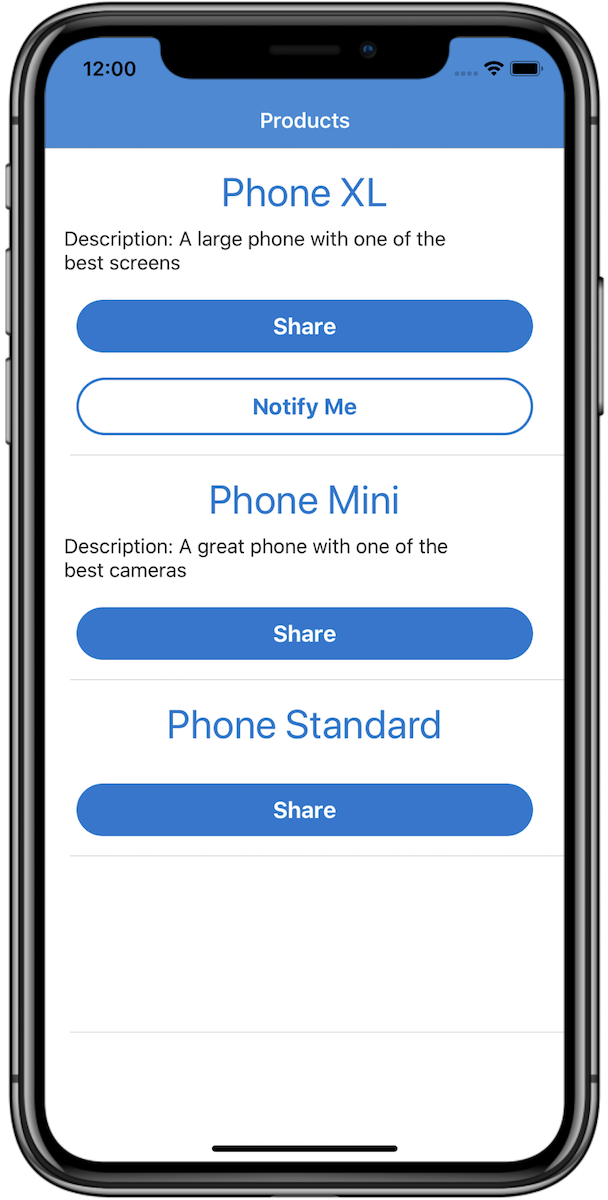 12:00
Products
Phone XL
Description: A large phone with one of the
best screens
Share
Notify Me
Phone Mini
Description: A great phone with one of the
best cameras
Share
Phone Standard
Share